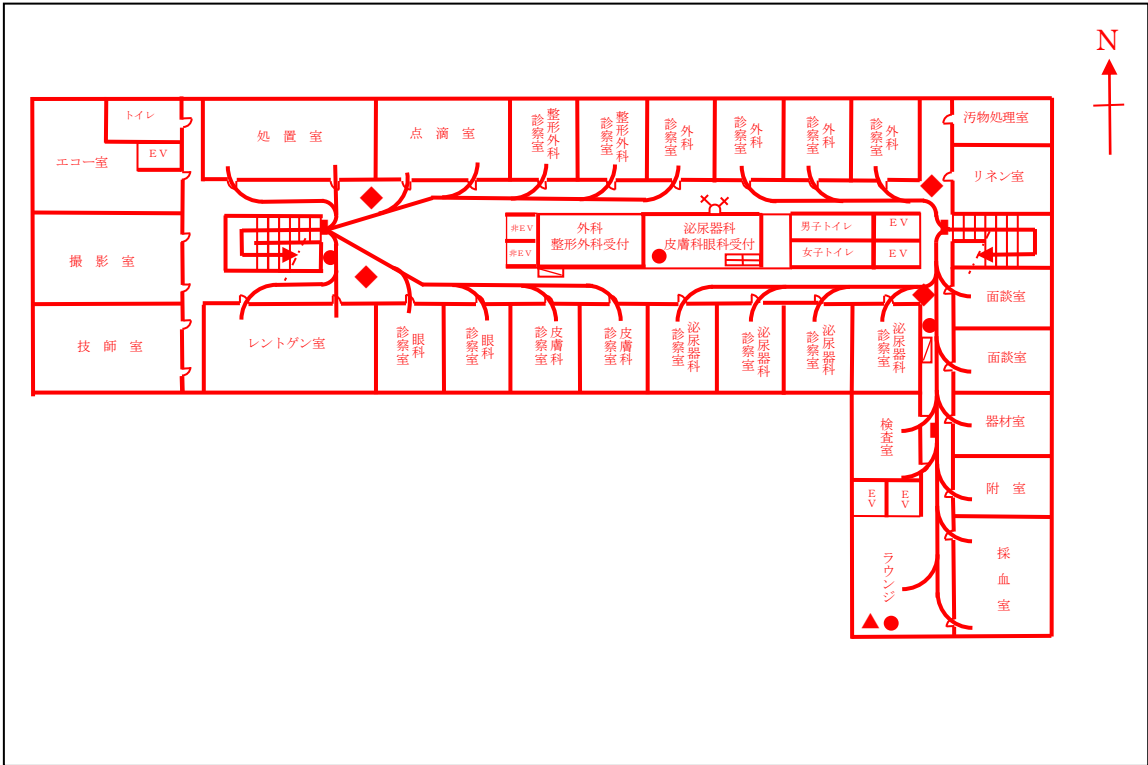 N
トイレ
EV
エコー室
処置室
点滴室
整形外科
診察室
整形外科
診察室
外科
診察室
外科
診察室
外科
診察室
外科
診察室
汚物処理室
リネン室
撮影室
非EV
非EV
外科
整形外科受付
泌尿器科
皮膚科眼科受付
男子トイレ
女子トイレ
EV
EV
面談室
技師室
レントゲン室
眼科
診察室
眼科
診察室
皮膚科
診察室
皮膚科
診察室
泌尿器科
診察室
泌尿器科
診察室
泌尿器科
診察室
泌尿器科
診察室
面談室
検査室
器材室
EV
EV
附室
ラウンジ
採血室